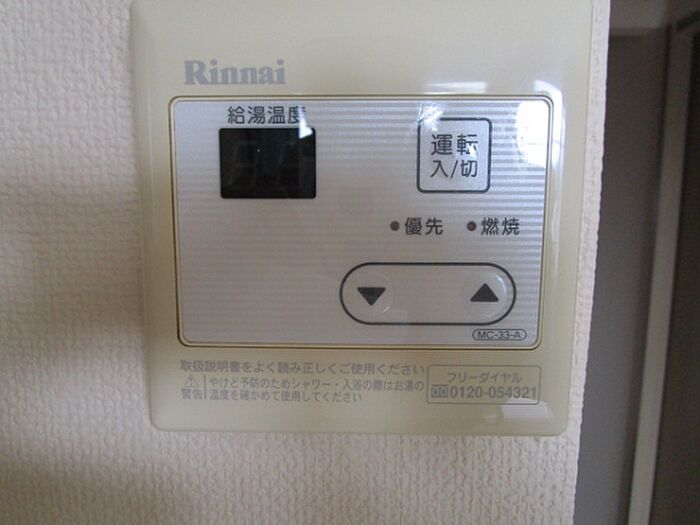 Rinnai
給湯温度
運転
入/切
優先
燃焼
MC-33-A
取扱説明書をよく読み正しくご使用ください
警告
やけど予防のためシャワー・入浴の際はお湯の
温度を確かめて使用してください
フリーダイヤル
0120-054321